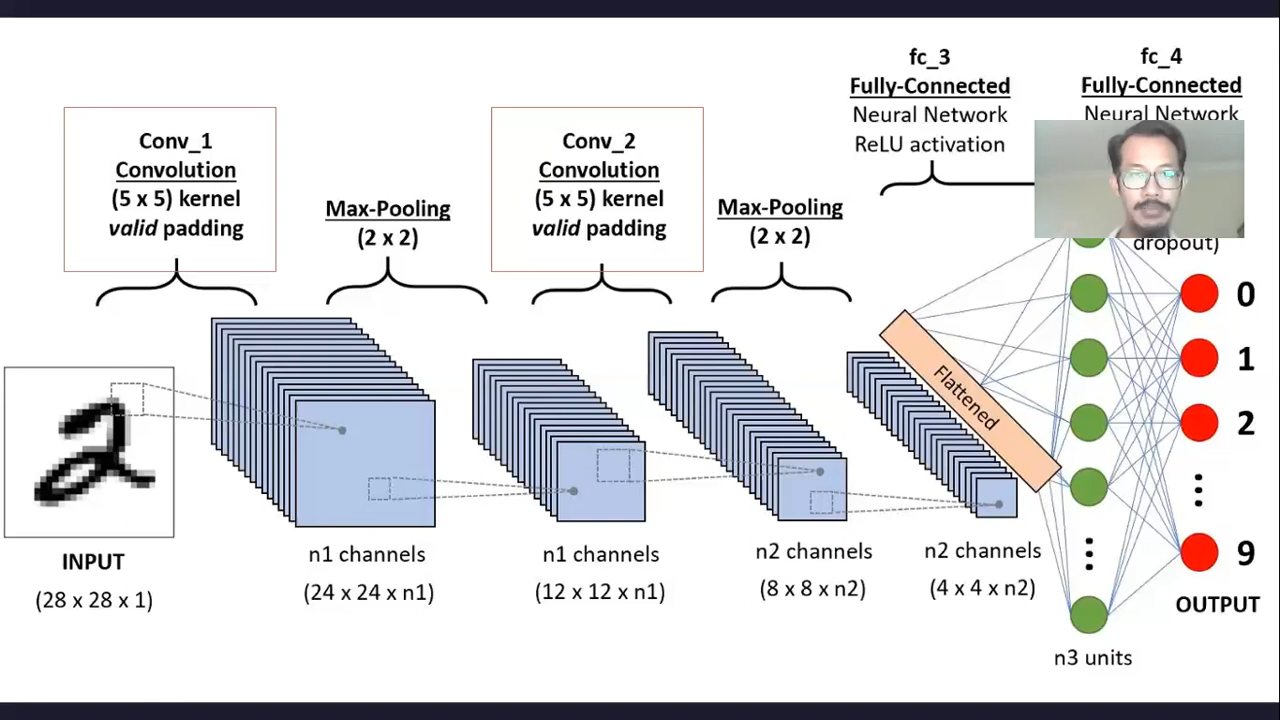 fc_3
Fully-Connected
Neural Network
ReLU activation
fc_4
Fully-Connected
Neural Network
dropout)
Conv_1
Convolution
(5 x 5) kernel
valid padding
Max-Pooling
(2 x 2)
Conv_2
Convolution
(5 x 5) kernel
valid padding
Max-Pooling
(2 x 2)
Flattened
0
1
2
9
INPUT
(28 x 28 x 1)
n1 channels
(24 x 24 x n1)
n1 channels
(12 x 12 x n1)
n2 channels
(8 x 8 x n2)
n2 channels
(4 x 4 x n2)
OUTPUT
n3 units